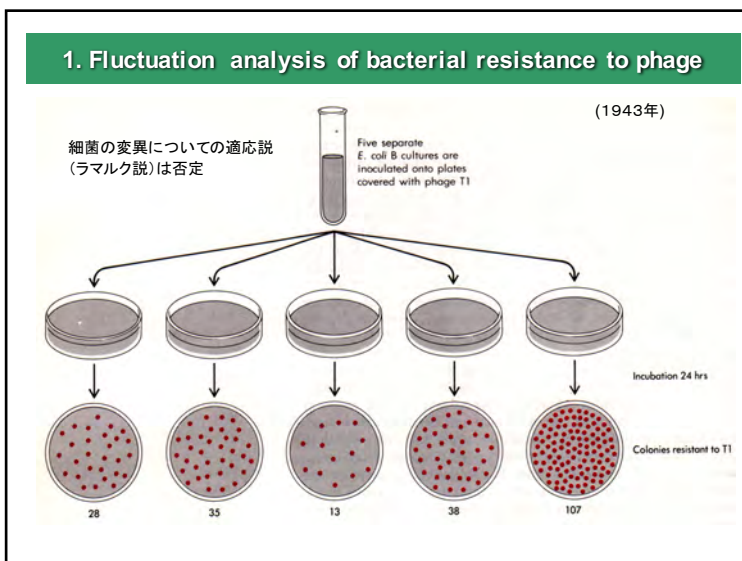 1. Fluctuation analysis of bacterial resistance to phage
(1943年)
細菌の変異についての適応説
(ラマルク説)は否定
Five separate
E. coli B cultures are
inoculated onto plates
covered with phage T1
Incubation 24 hrs
Colonies resistant to T1
28
35
13
38
107